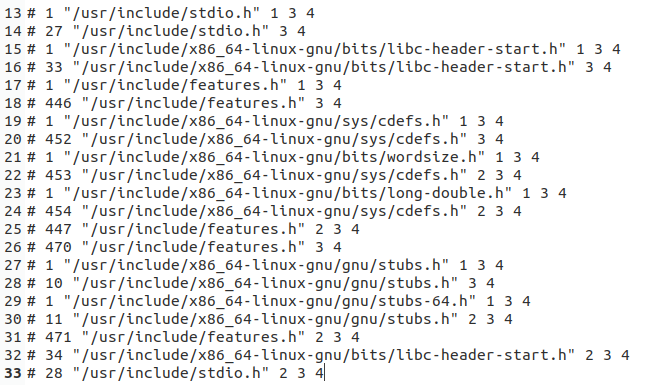 13 # 1 "/usr/include/stdio.h" 1 3 4
14 # 27 "/usr/include/stdio.h" 3 4
15 # 1 "/usr/include/x86_64-linux-gnu/bits/libc-header-start.h" 1 3 4
16 # 33 "/usr/include/x86_64-linux-gnu/bits/libc-header-start.h" 3 4
17 # 1 "/usr/include/features.h" 1 3 4
18 # 446 "/usr/include/features.h" 3 4
19 # 1 "/usr/include/x86_64-linux-gnu/sys/cdefs.h" 1 3 4
20 # 452 "/usr/include/x86_64-linux-gnu/sys/cdefs.h" 3 4
21 # 1 "/usr/include/x86_64-linux-gnu/bits/wordsize.h" 1 3 4
22 # 453 "/usr/include/x86_64-linux-gnu/sys/cdefs.h" 2 3 4
23 # 1 "/usr/include/x86_64-linux-gnu/bits/long-double.h" 1 3 4
24 # 454 "/usr/include/x86_64-linux-gnu/sys/cdefs.h" 2 3 4
25 # 447 "/usr/include/features.h" 2 3 4
26 # 470 "/usr/include/features.h" 3 4
27 # 1 "/usr/include/x86_64-linux-gnu/gnu/stubs.h" 1 3 4
28 # 10 "/usr/include/x86_64-linux-gnu/gnu/stubs.h" 3 4
29 # 1 "/usr/include/x86_64-linux-gnu/gnu/stubs-64.h" 1 3 4
30 # 11 "/usr/include/x86_64-linux-gnu/gnu/stubs.h" 2 3 4
31 # 471 "/usr/include/features.h" 2 3 4
32 # 34 "/usr/include/x86_64-linux-gnu/bits/libc-header-start.h" 2 3 4
33 # 28 "/usr/include/stdio.h" 2 3 4